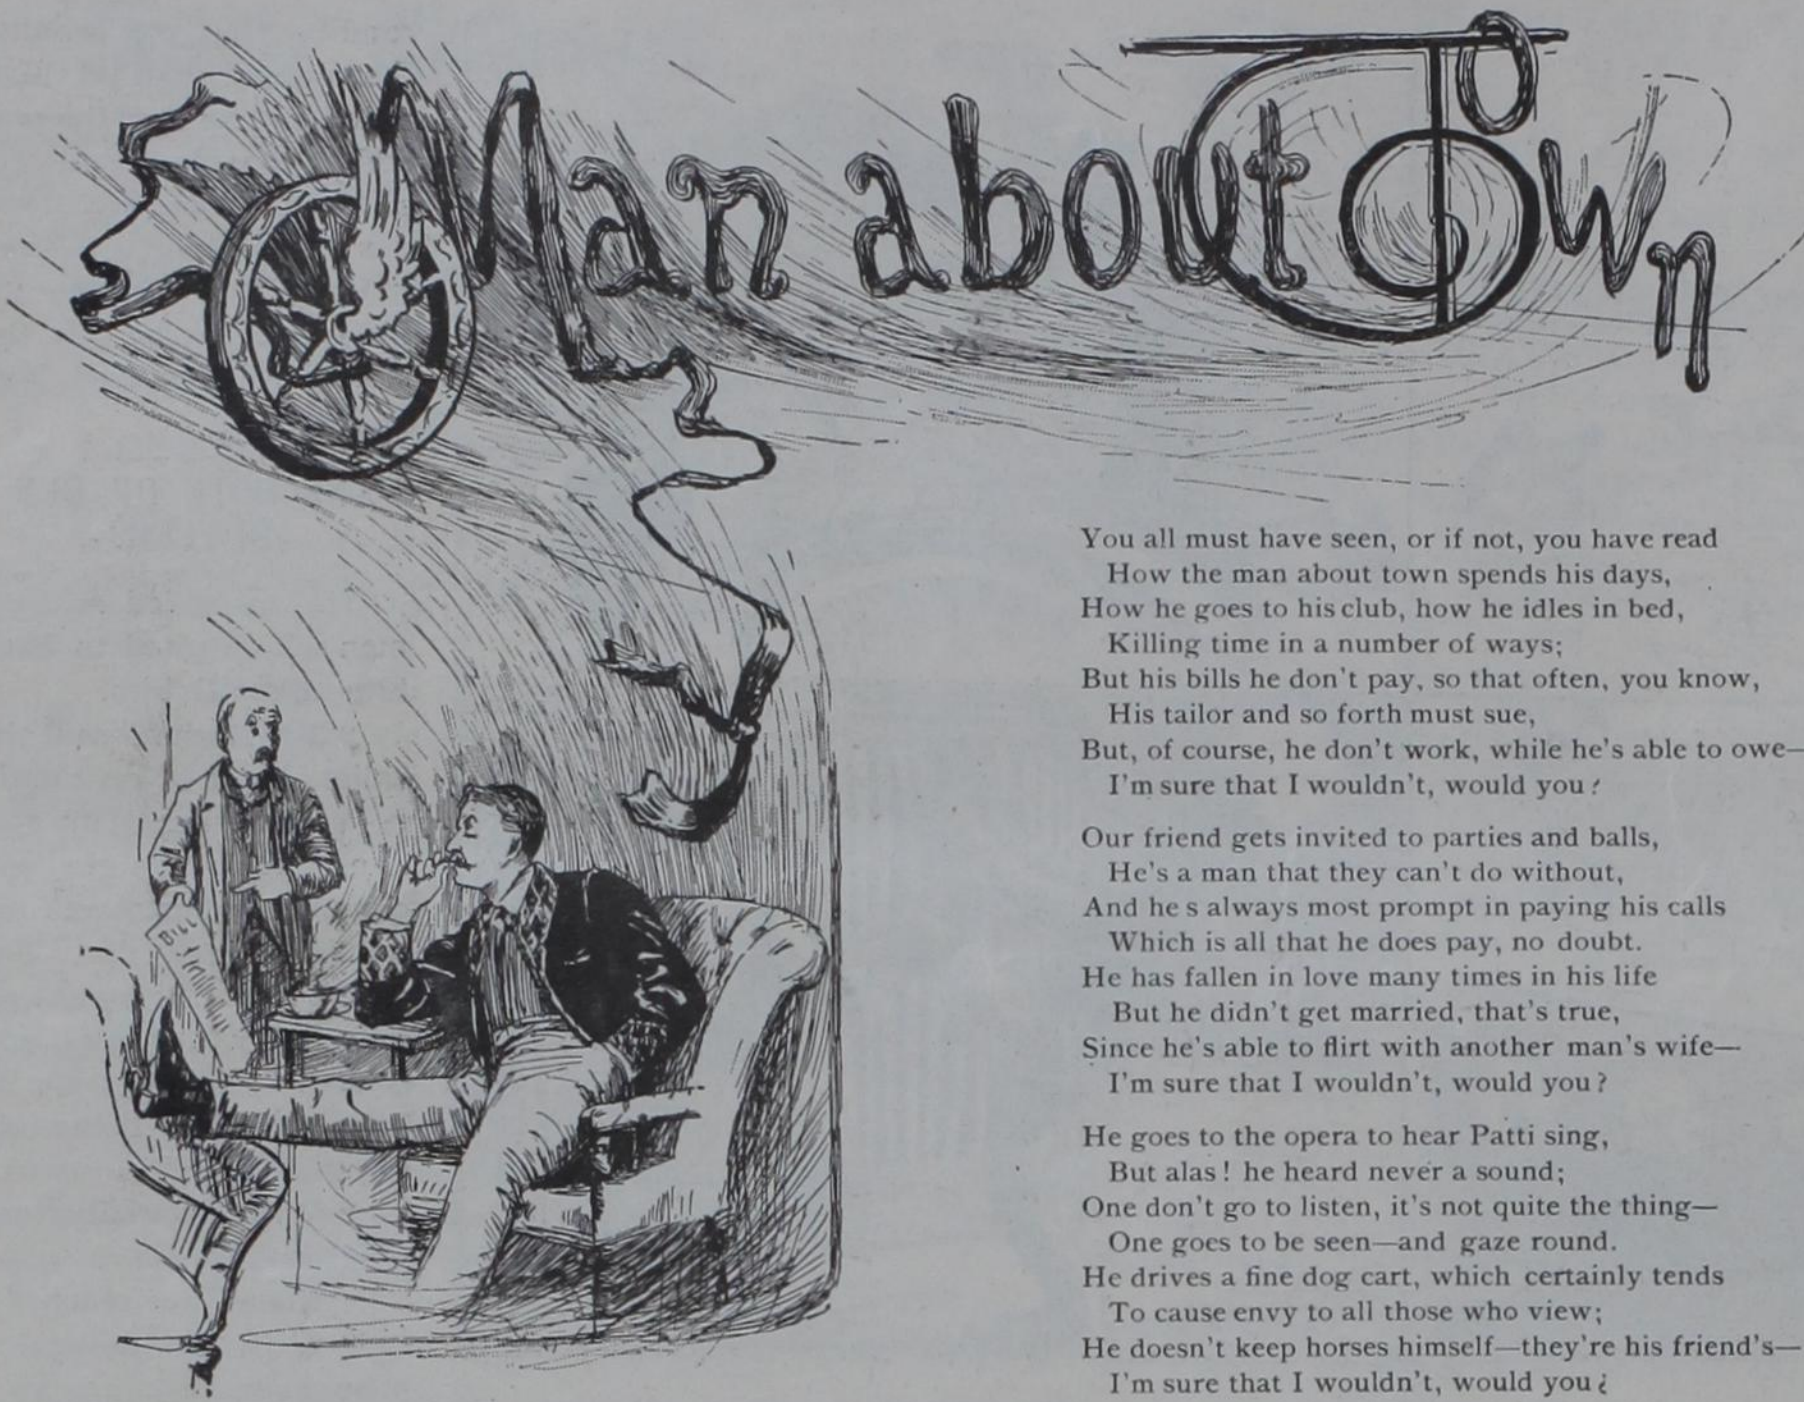 Man about Town
BILL
You all must have seen, or if not, you have read
How the man about town spends his days,
How he goes to his club, how he idles in bed,
Killing time in a number of ways;
But his bills he don't pay, so that often, you know,
His tailor and so forth must sue,
But, of course, he don't work, while he's able to owe—
I'm sure that I wouldn't, would you?
Our friend gets invited to parties and balls,
He's a man that they can't do without,
And he s always most prompt in paying his calls
Which is all that he does pay, no doubt.
He has fallen in love many times in his life
But he didn't get married, that's true,
Since he's able to flirt with another man's wife—
I'm sure that I wouldn't, would you?
He goes to the opera to hear Patti sing,
But alas! he heard never a sound;
One don't go to listen, it's not quite the thing—
One goes to be seen—and gaze round.
He drives a fine dog cart, which certainly tends
To cause envy to all those who view;
He doesn't keep horses himself—they're his friend's—
I'm sure that I wouldn't, would you¿